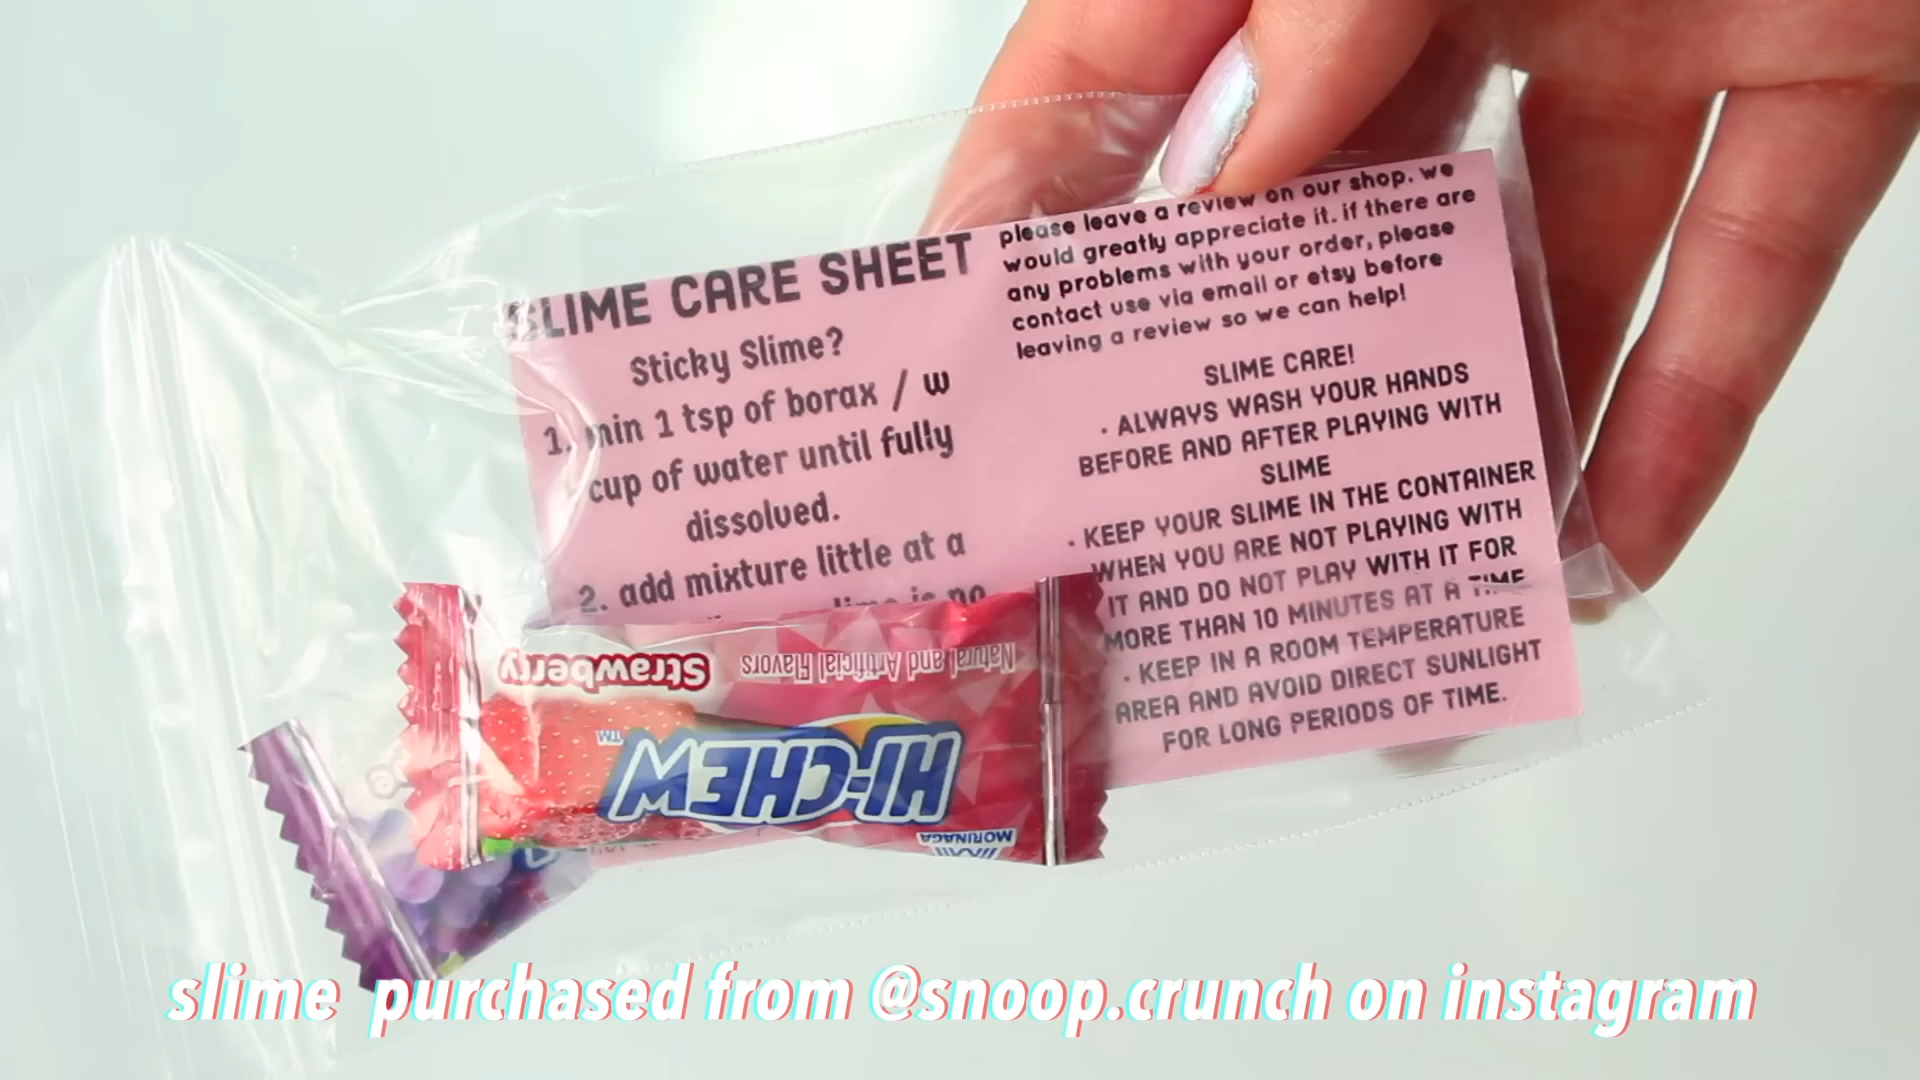 SLIME CARE SHEET
Sticky Slime?
1. min 1 tsp of borax / w
cup of water until fully
dissolved.
2. add mixture little at a
is no
please leave a review on our shop. we
would greatly appreciate it. if there are
any problems with your order, please
contact use via email or etsy before
leaving a review so we can help!
SLIME CARE!
. ALWAYS WASH YOUR HANDS
BEFORE AND AFTER PLAYING WITH
SLIME
. KEEP YOUR SLIME IN THE CONTAINER
WHEN YOU ARE NOT PLAYING WITH
IT AND DO NOT PLAY WITH IT FOR
MORE THAN 10 MINUTES AT A TIME
. KEEP IN A ROOM TEMPERATURE
AREA AND AVOID DIRECT SUNLIGHT
FOR LONG PERIODS OF TIME.
MORINAGA
HI-CHEW™
Natural and Artificial Flavors Strawberry
slime purchased from @snoop.crunch on instagram